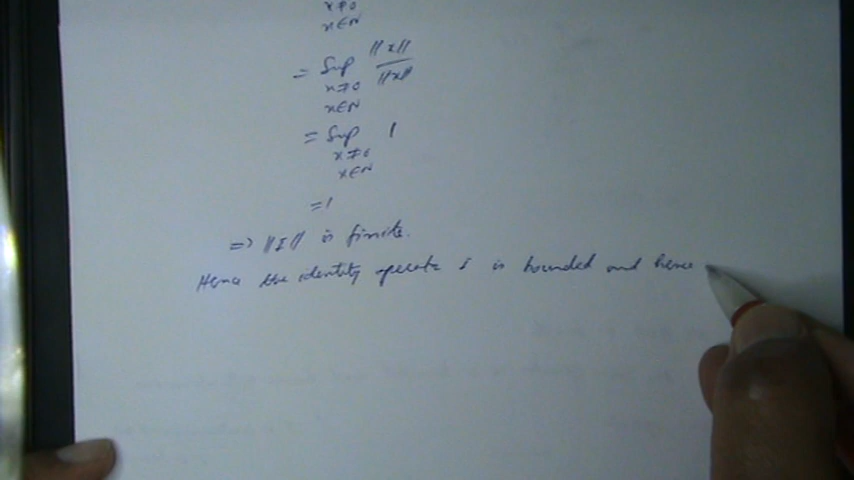 x≠0
x∈N
= Sup ||x||/||x||
x≠0
x∈N
= Sup 1
x≠0
x∈N
=1
=> ||I|| is finite.
Hence the identity operator I is bounded and hence